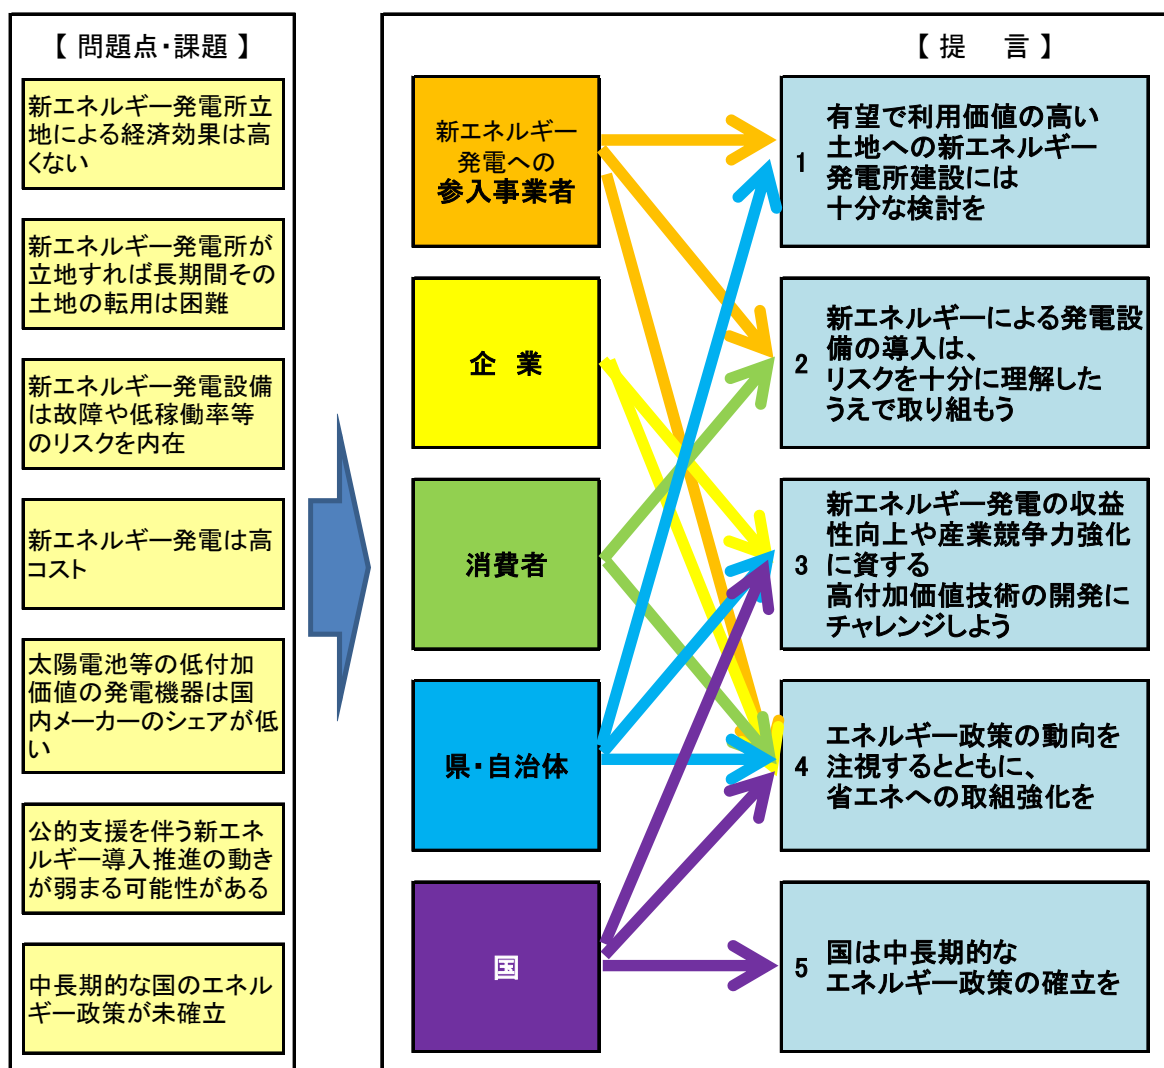 【 問題点・課題 】
新エネルギー発電所立
地による経済効果は高
くない
新エネルギー発電所が
立地すれば長期間その
土地の転用は困難
新エネルギー発電設備
は故障や低稼働率等
のリスクを内在
新エネルギー発電は高
コスト
太陽電池等の低付加
価値の発電機器は国
内メーカーのシェアが低
い
公的支援を伴う新エネ
ルギー導入推進の動き
が弱まる可能性がある
中長期的な国のエネル
ギー政策が未確立
新エネルギー
発電への
参入事業者
企 業
消費者
県・自治体
国
【 提 言 】
1
有望で利用価値の高い
土地への新エネルギー
発電所建設には
十分な検討を
2
新エネルギーによる発電設
備の導入は、
リスクを十分に理解した
うえで取り組もう
3
新エネルギー発電の収益
性向上や産業競争力強化
に資する
高付加価値技術の開発に
チャレンジしよう
4
エネルギー政策の動向を
注視するとともに、
省エネへの取組強化を
5
国は中長期的な
エネルギー政策の確立を